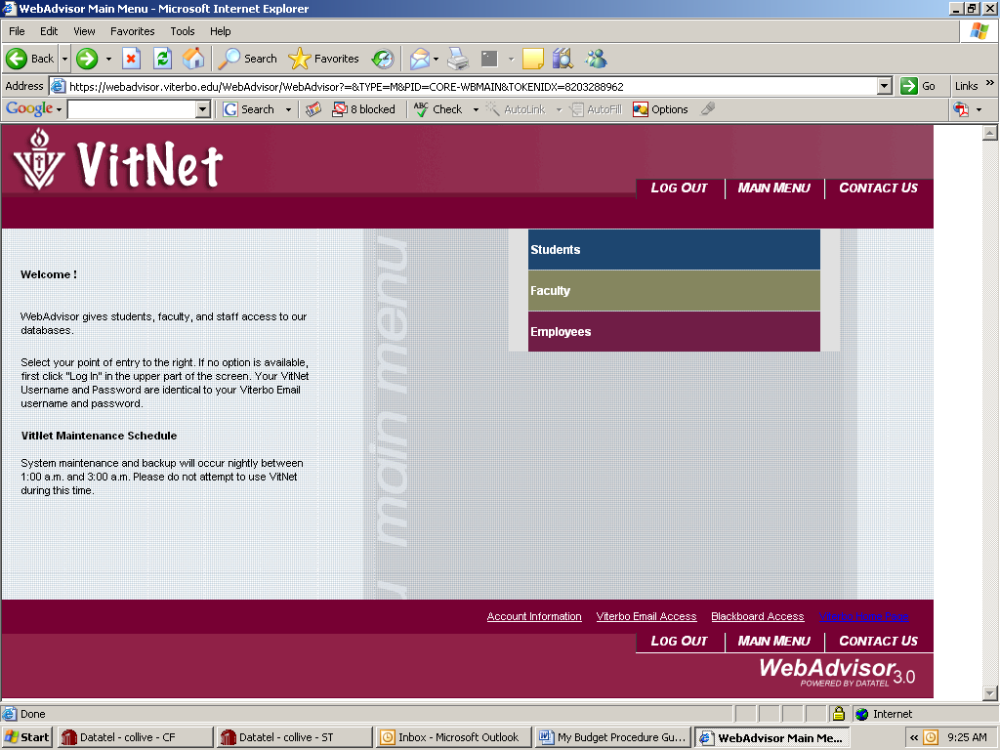 WebAdvisor Main Menu - Microsoft Internet Explorer
File Edit View Favorites Tools Help
Back Search Favorites
Address https://webadvisor.viterbo.edu/WebAdvisor/WebAdvisor?=&TYPE=M&PID=CORE-WBMAIN&TOKENIDX=8203288962 Go Links »
Google Search 8 blocked ABC Check AutoLink AutoFill Options
VitNet
LOG OUT MAIN MENU CONTACT US
main menu
u
Students
Faculty
Employees
Welcome !
WebAdvisor gives students, faculty, and staff access to our
databases.
Select your point of entry to the right. If no option is available,
first click "Log In" in the upper part of the screen. Your VitNet
Username and Password are identical to your Viterbo Email
username and password.
VitNet Maintenance Schedule
System maintenance and backup will occur nightly between
1:00 a.m. and 3:00 a.m. Please do not attempt to use VitNet
during this time.
Account Information Viterbo Email Access Blackboard Access Viterbo Home Page
LOG OUT MAIN MENU CONTACT US
WebAdvisor 3.0
POWERED BY DATATEL
Done Internet
Start Datatel - collive - CF Datatel - collive - ST Inbox - Microsoft Outlook My Budget Procedure Gu... WebAdvisor Main Me... « 9:25 AM